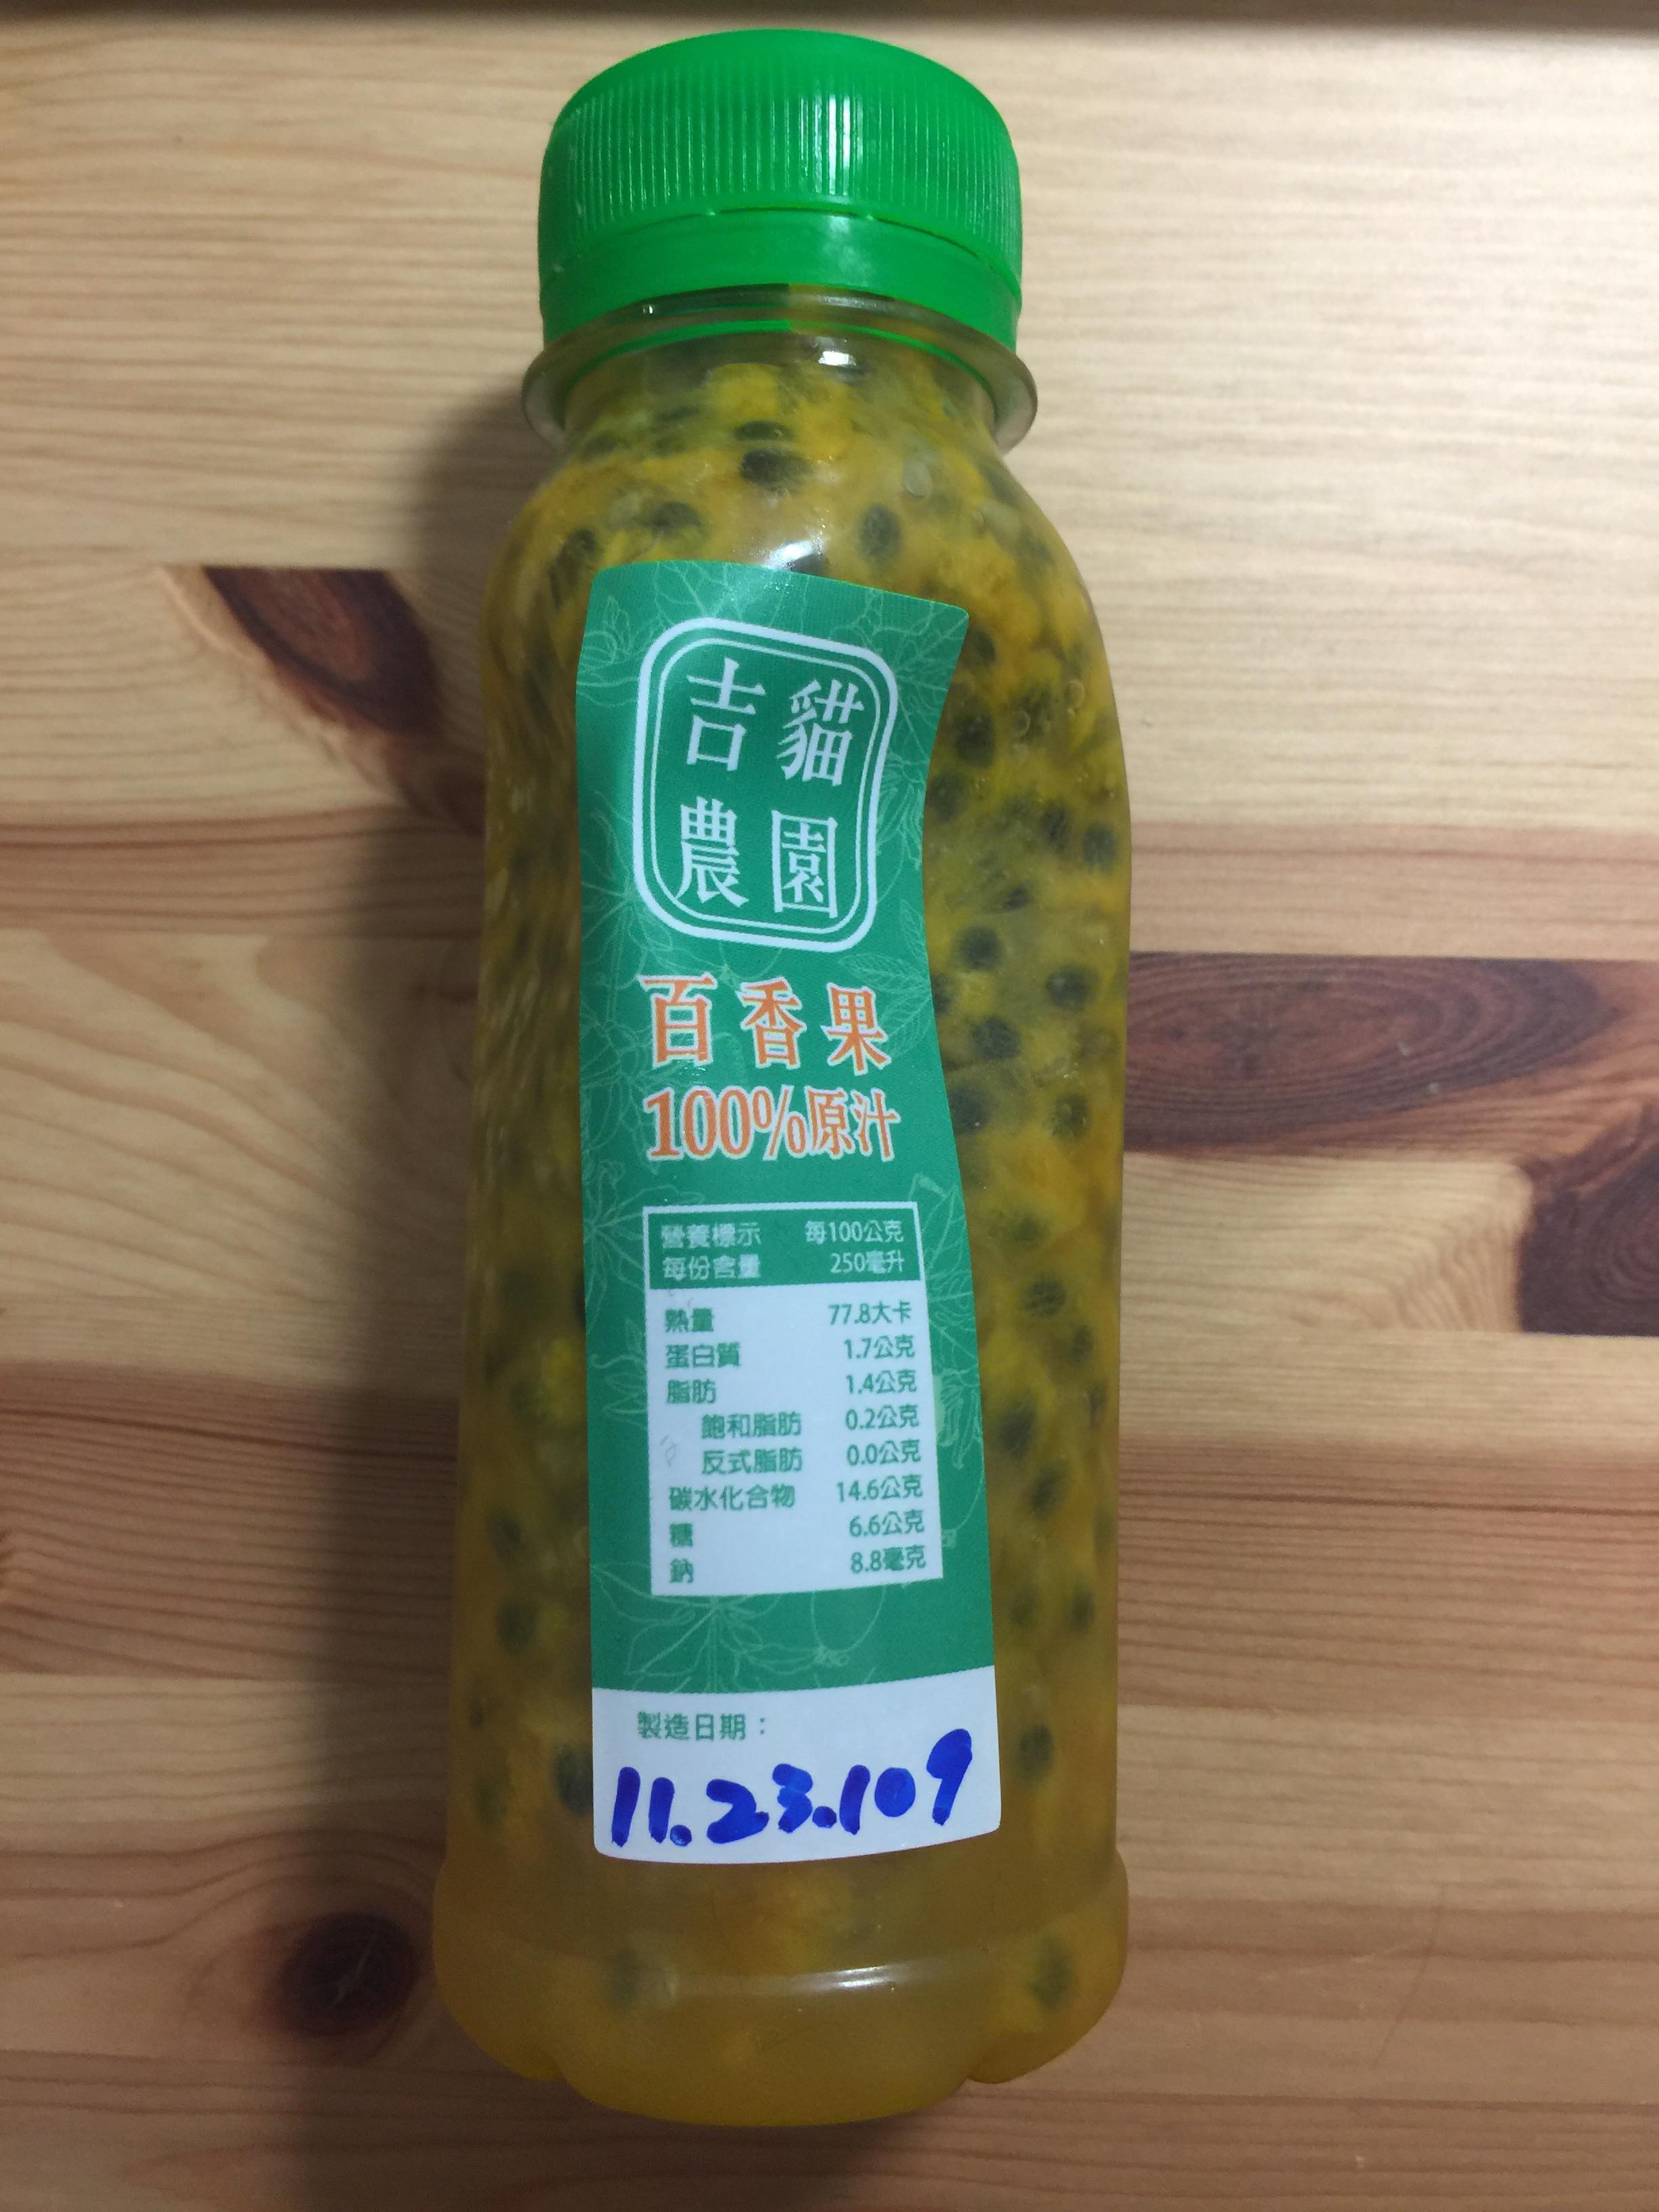 吉貓
農園
百香果
100%原汁
營養標示 每100公克
每份含量 250毫升
熱量 77.8大卡
蛋白質 1.7公克
脂肪 1.4公克
飽和脂肪 0.2公克
反式脂肪 0.0公克
碳水化合物 14.6公克
糖 6.6公克
鈉 8.8毫克
製造日期：
11.23.109